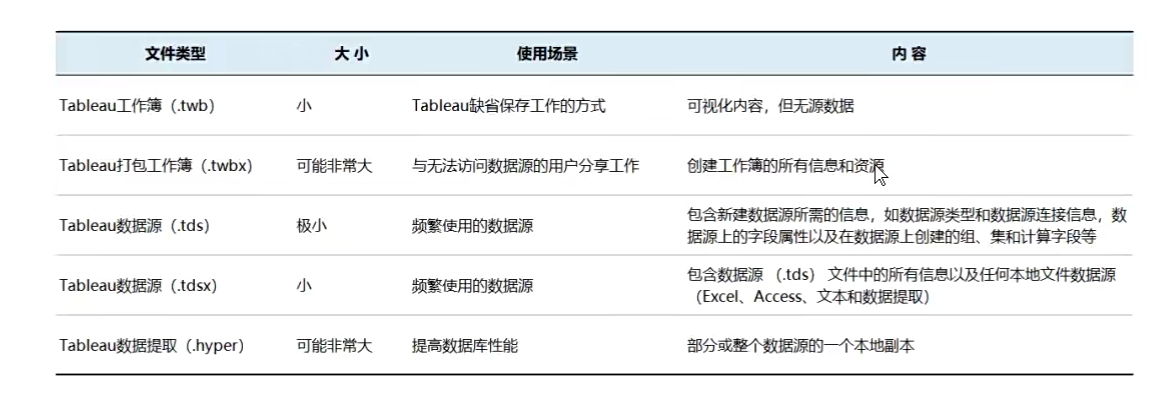 文件类型 大 小 使用场景 内 容
Tableau工作簿（.twb） 小 Tableau缺省保存工作的方式 可视化内容，但无源数据
Tableau打包工作簿（.twbx） 可能非常大 与无法访问数据源的用户分享工作 创建工作簿的所有信息和资源
Tableau数据源（.tds） 极小 频繁使用的数据源 包含新建数据源所需的信息，如数据源类型和数据源连接信息，数
据源上的字段属性以及在数据源上创建的组、集和计算字段等
Tableau数据源（.tdsx） 小 频繁使用的数据源 包含数据源 （.tds） 文件中的所有信息以及任何本地文件数据源
（Excel、Access、文本和数据提取）
Tableau数据提取（.hyper） 可能非常大 提高数据库性能 部分或整个数据源的一个本地副本